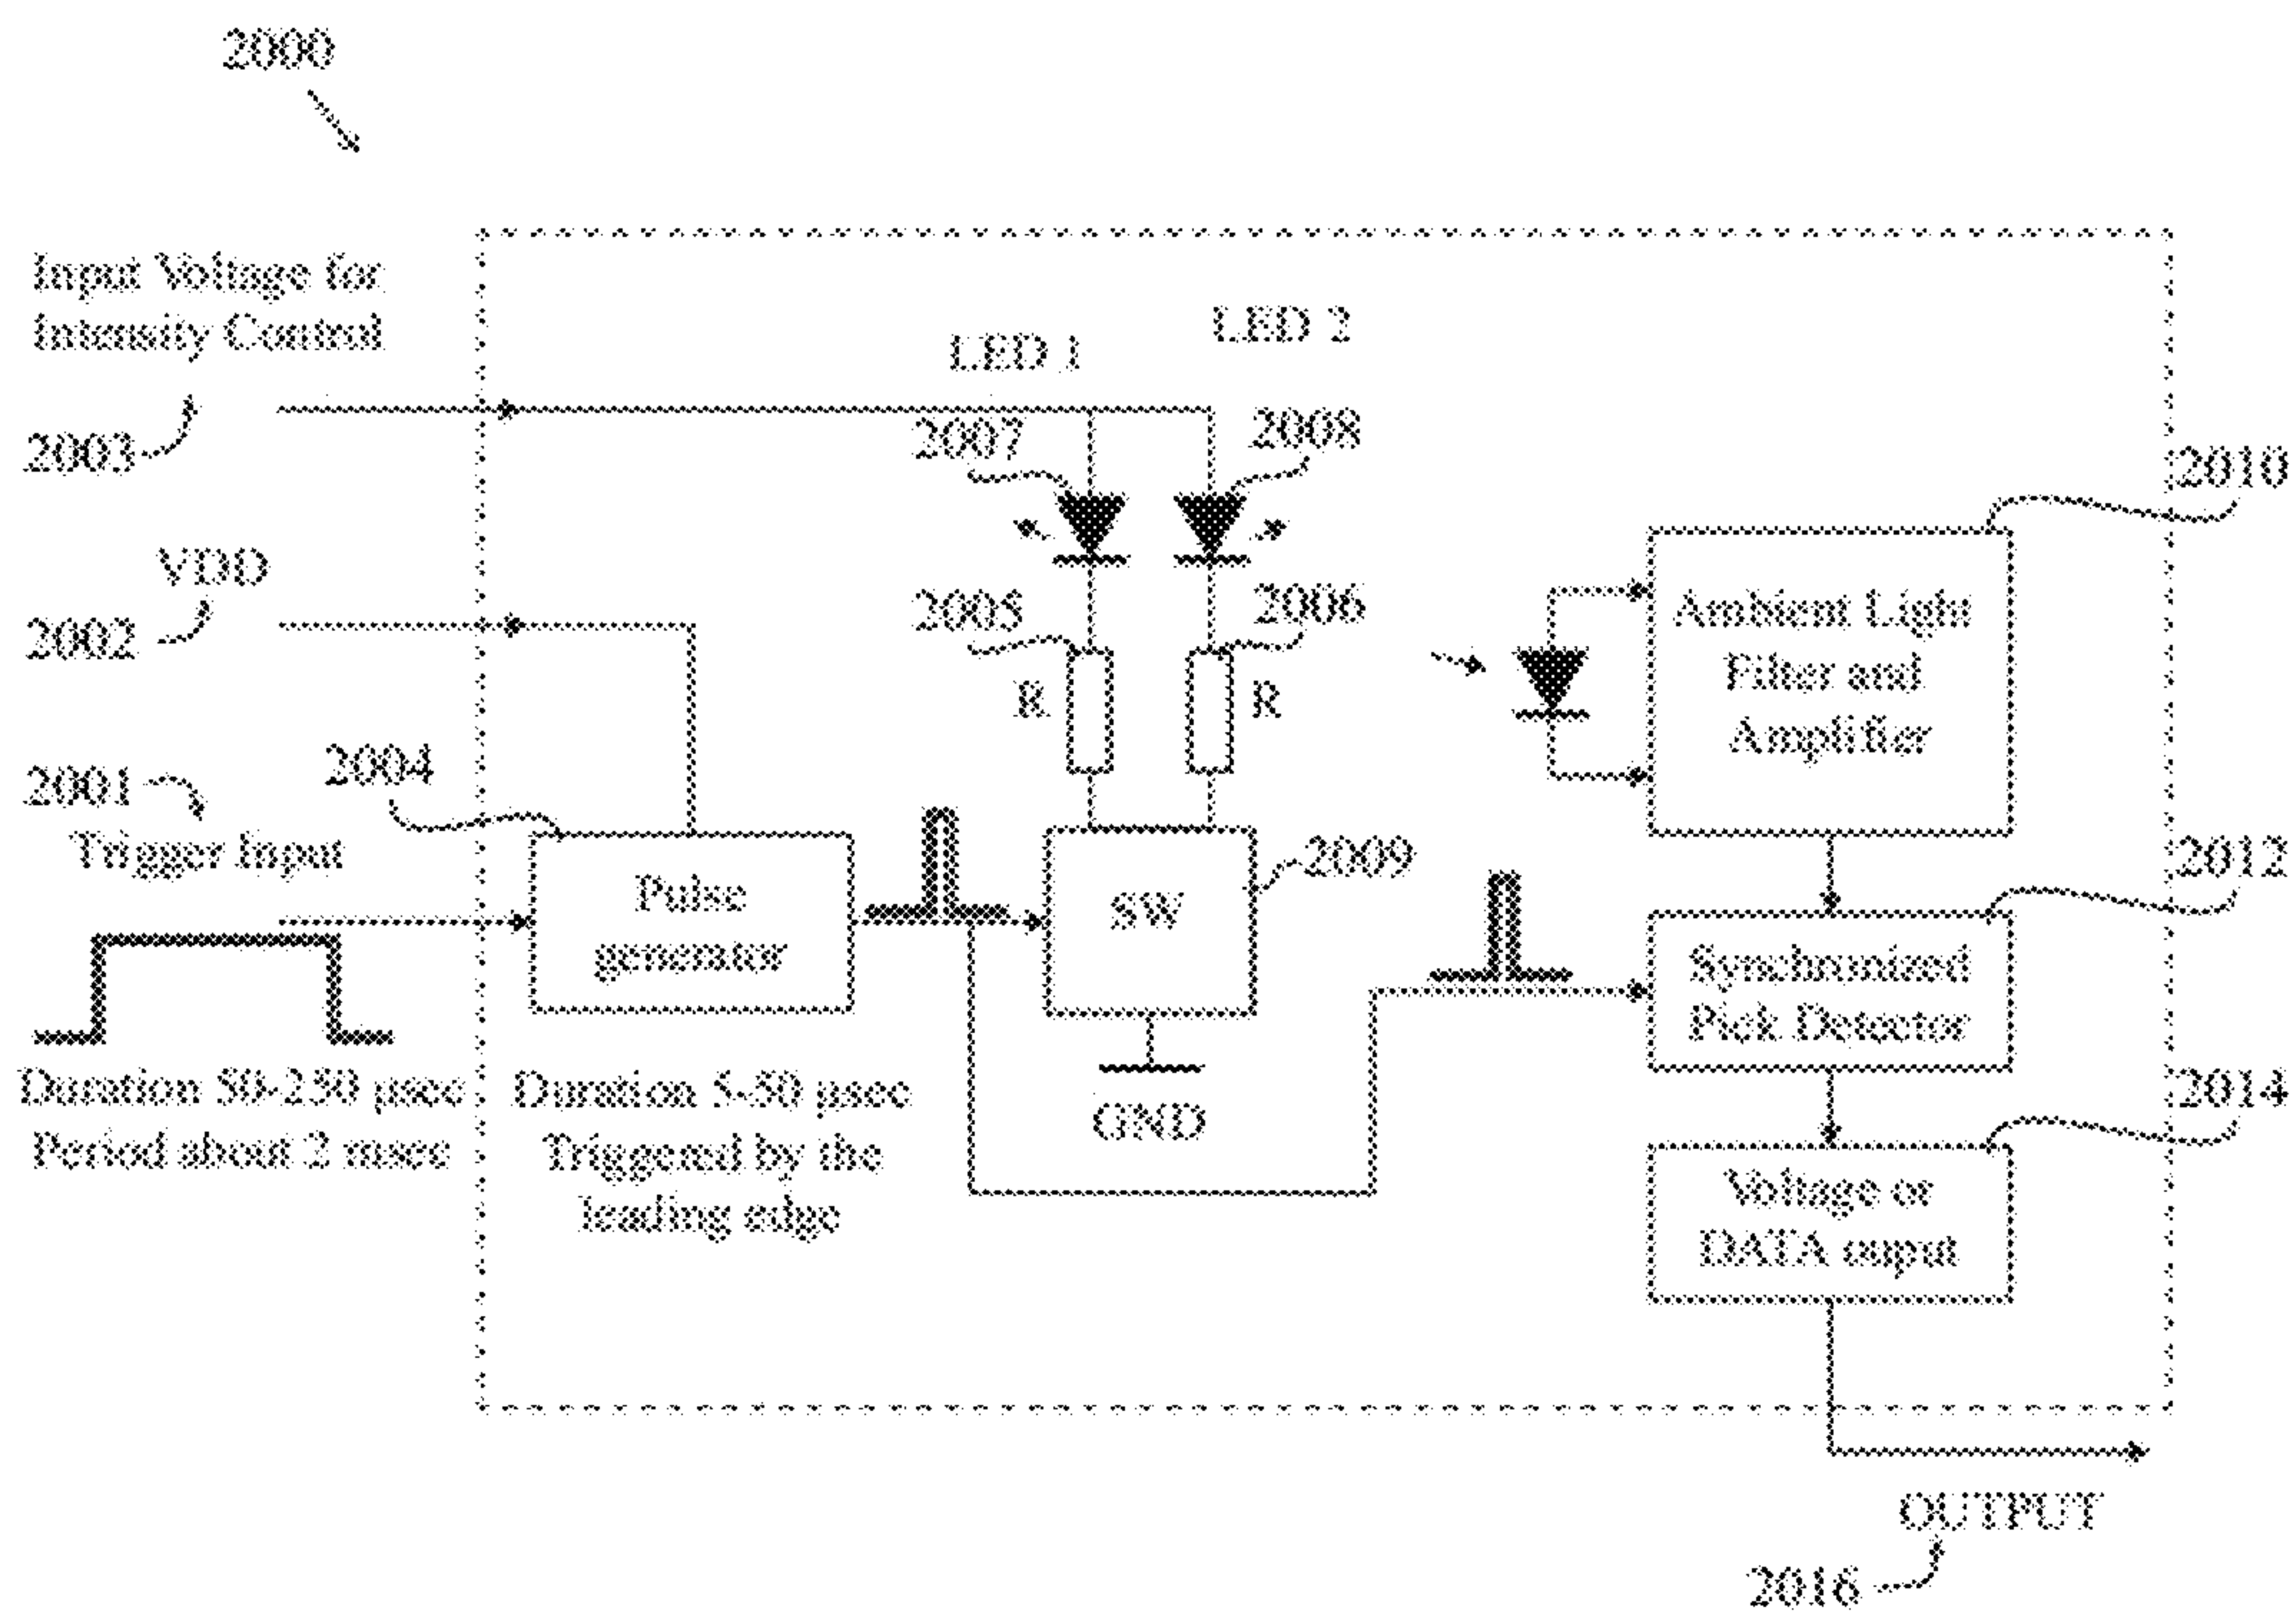 2000
Input Voltage for
Intensity Control
2003
LED 1
LED 2
2007
2008
2010
VDD
2002
2005
2006
R
R
Ambient Light
Filter and
Amplifier
2001
Trigger Input
2004
Pulse
generator
SW
2009
2012
Synchronized
Pick Detector
Duration 50-250 μsec
Period about 2 msec
Duration 5-50 μsec
Triggered by the
leading edge
GND
2014
Voltage or
DATA ouput
OUTPUT
2016